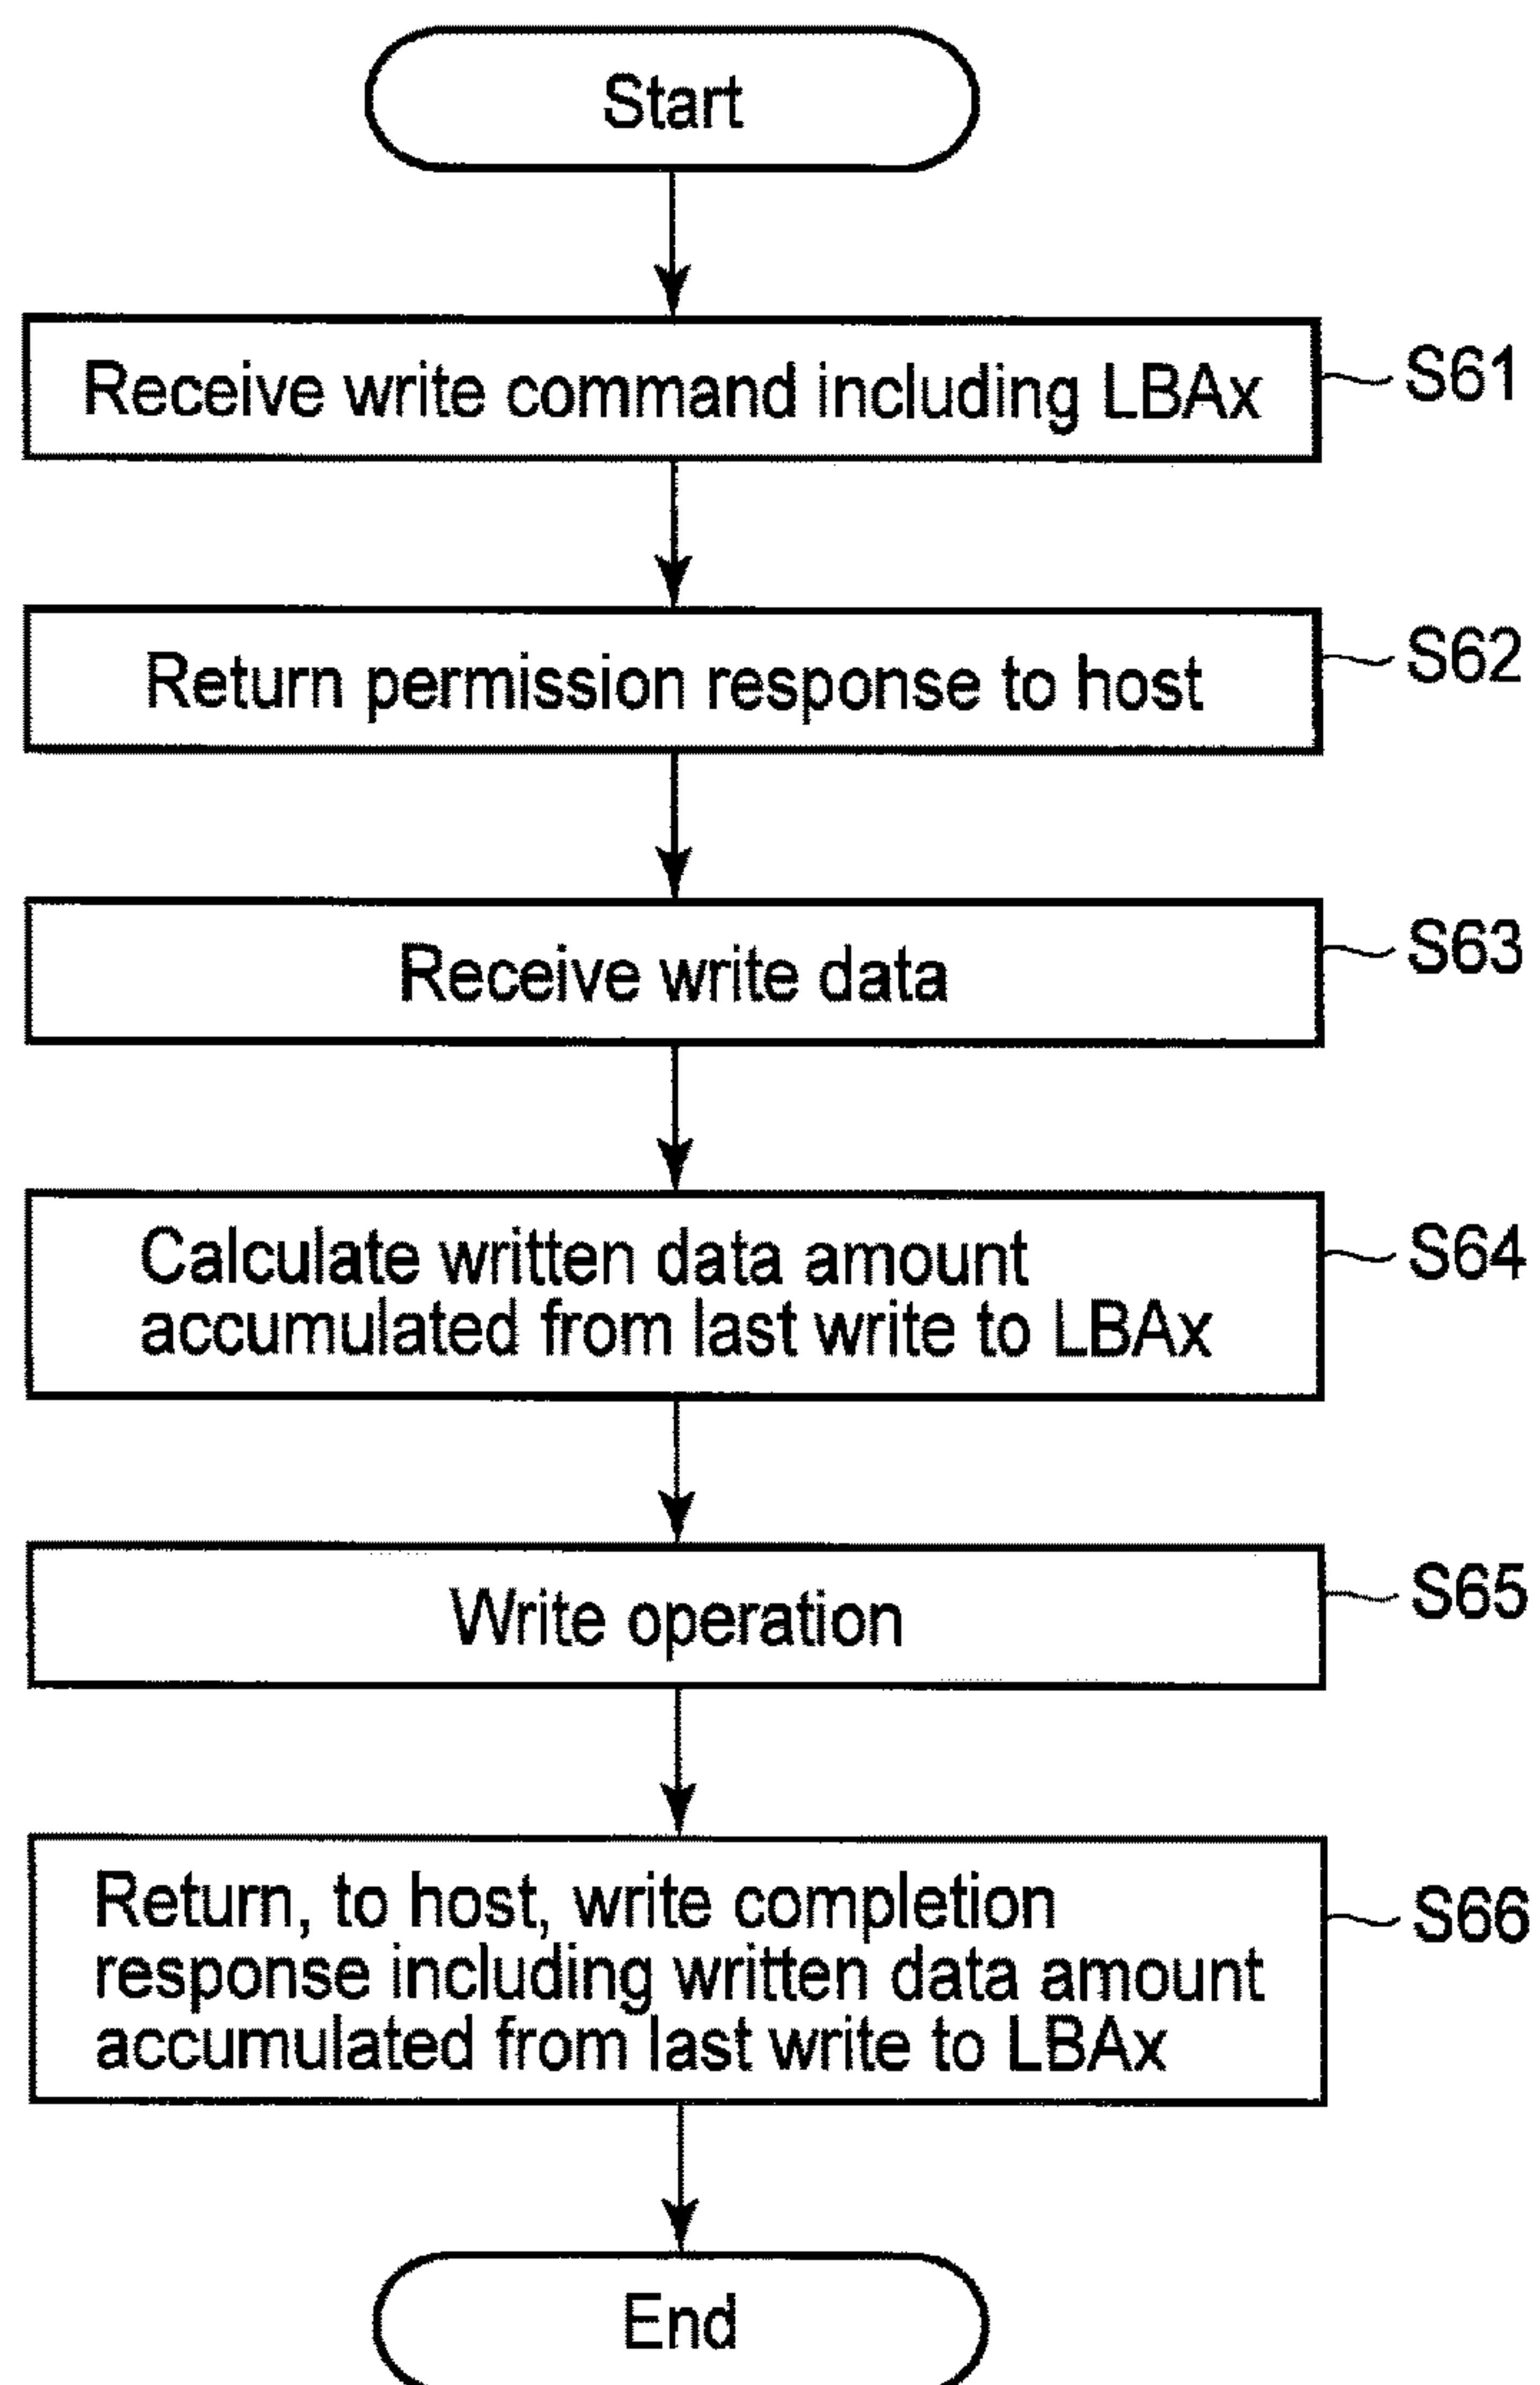 Start
Receive write command including LBAx
S61
Return permission response to host
S62
Receive write data
S63
Calculate written data amount
accumulated from last write to LBAx
S64
Write operation
S65
Return, to host, write completion
response including written data amount
accumulated from last write to LBAx
S66
End